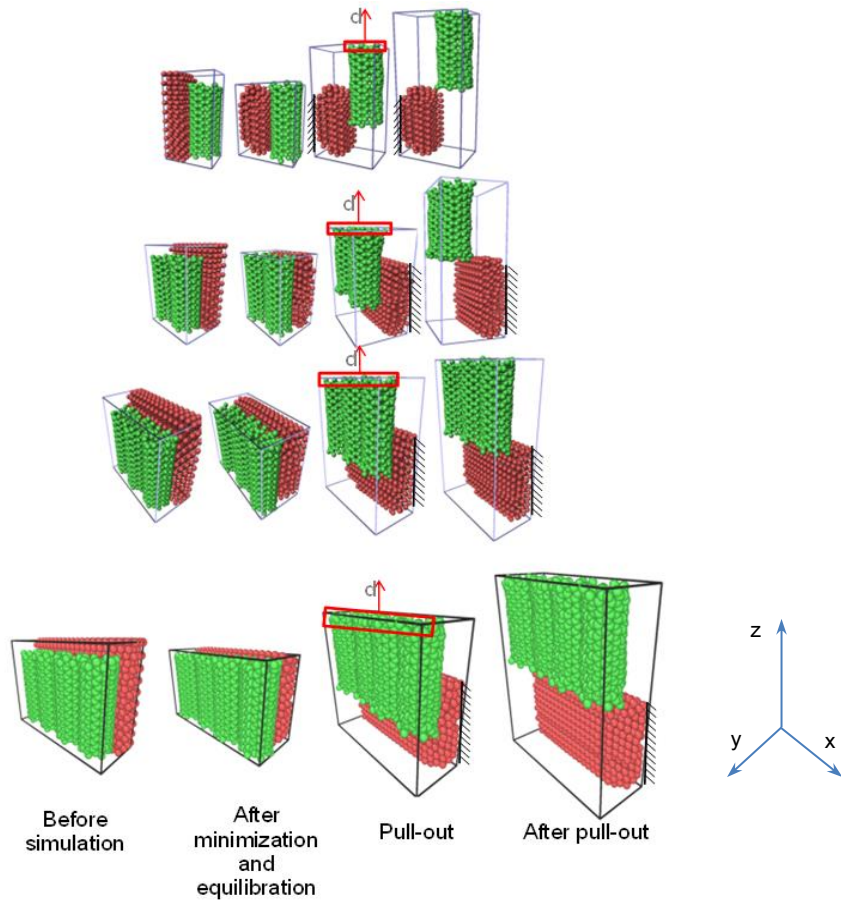 d
d
d
d
z
y
x
Before
simulation
After
minimization
and
equilibration
Pull-out
After pull-out